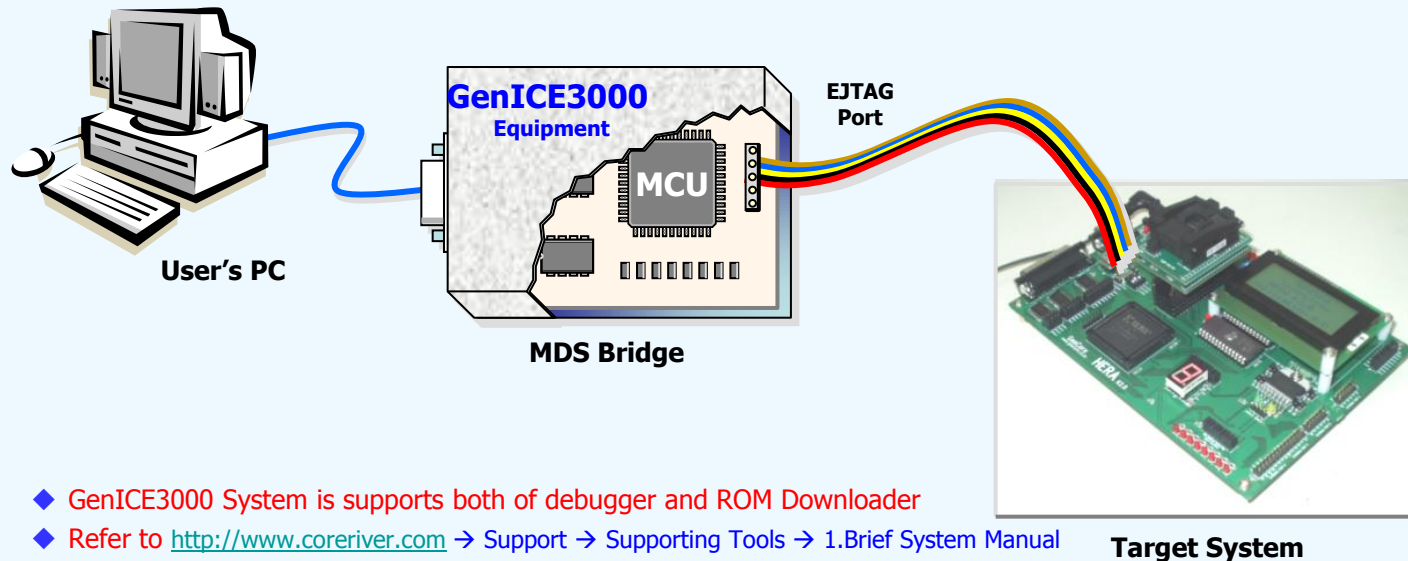 GenICE3000
Equipment
MCU
EJTAG
Port
User's PC
MDS Bridge
HERA
GenICE3000 System is supports both of debugger and ROM Downloader
Refer to http://www.coreriver.com → Support → Supporting Tools → 1.Brief System Manual
Target System